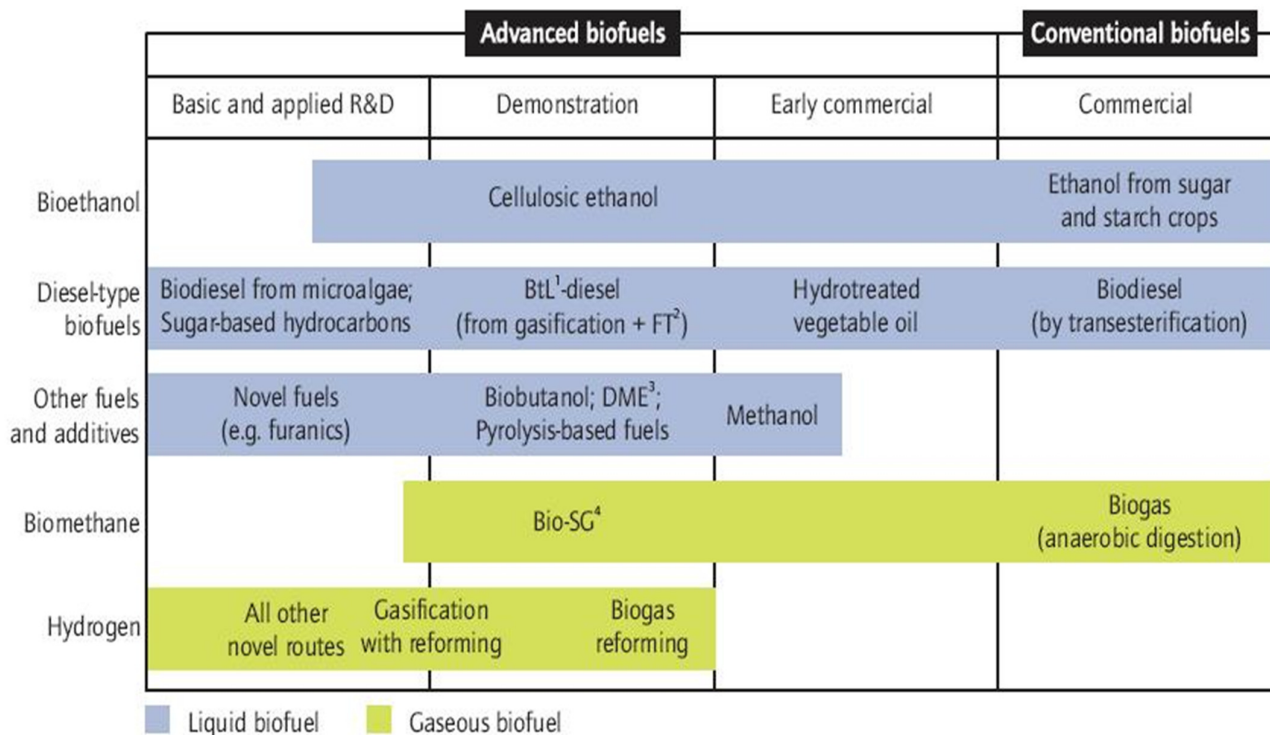 Advanced biofuels
Conventional biofuels
Basic and applied R&D
Demonstration
Early commercial
Commercial
Bioethanol
Cellulosic ethanol
Ethanol from sugar
and starch crops
Diesel-type
biofuels
Biodiesel from microalgae;
Sugar-based hydrocarbons
BtL¹-diesel
(from gasification + FT²)
Hydrotreated
vegetable oil
Biodiesel
(by transesterification)
Other fuels
and additives
Novel fuels
(e.g. furanics)
Biobutanol; DME³;
Pyrolysis-based fuels
Methanol
Biomethane
Bio-SG⁴
Biogas
(anaerobic digestion)
Hydrogen
All other
novel routes
Gasification
with reforming
Biogas
reforming
Liquid biofuel
Gaseous biofuel